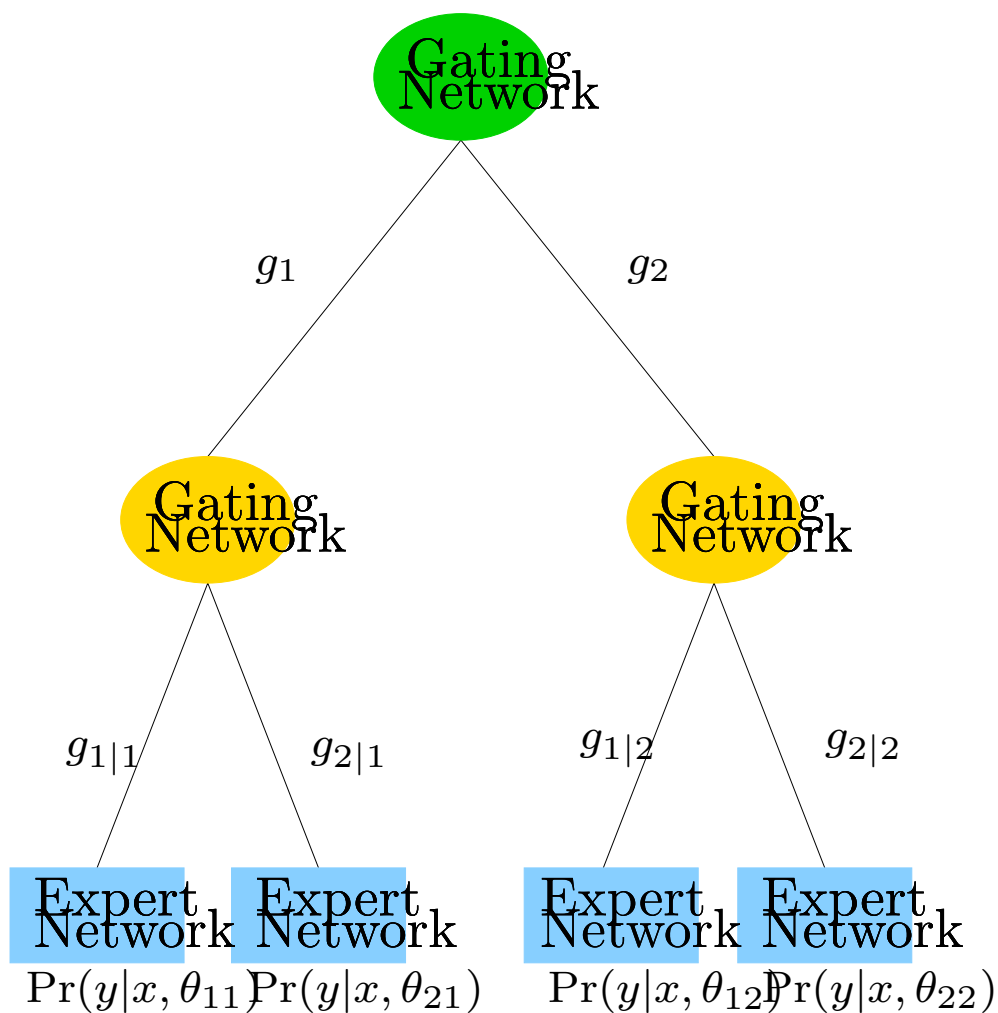 Gating
Network
g₁ g₂
Gating
Network
Gating
Network
g₁|₁ g₂|₁ g₁|₂ g₂|₂
Expert
Network
Expert
Network
Expert
Network
Expert
Network
Pr(y|x, θ₁₁) Pr(y|x, θ₂₁) Pr(y|x, θ₁₂) Pr(y|x, θ₂₂)